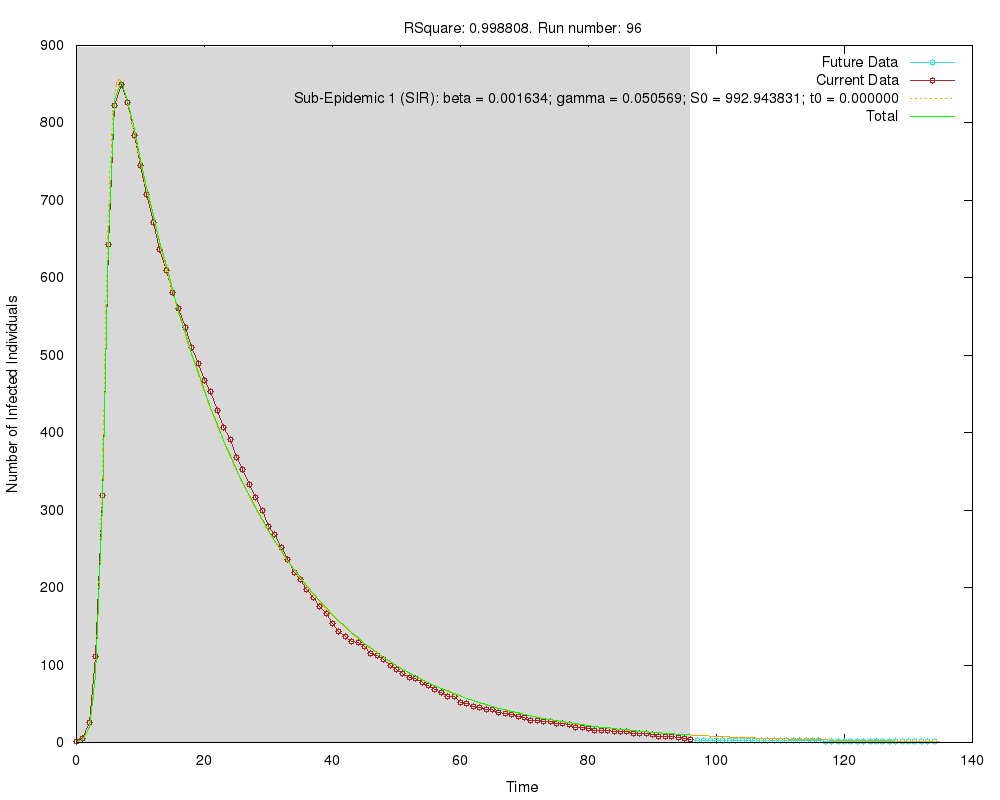 RSquare: 0.998808. Run number: 96
900
800
700
600
500
400
300
200
100
0
Number of Infected Individuals
Future Data
Current Data
Sub-Epidemic 1 (SIR): beta = 0.001634; gamma = 0.050569; S0 = 992.943831; t0 = 0.000000
Total
0 20 40 60 80 100 120 140
Time